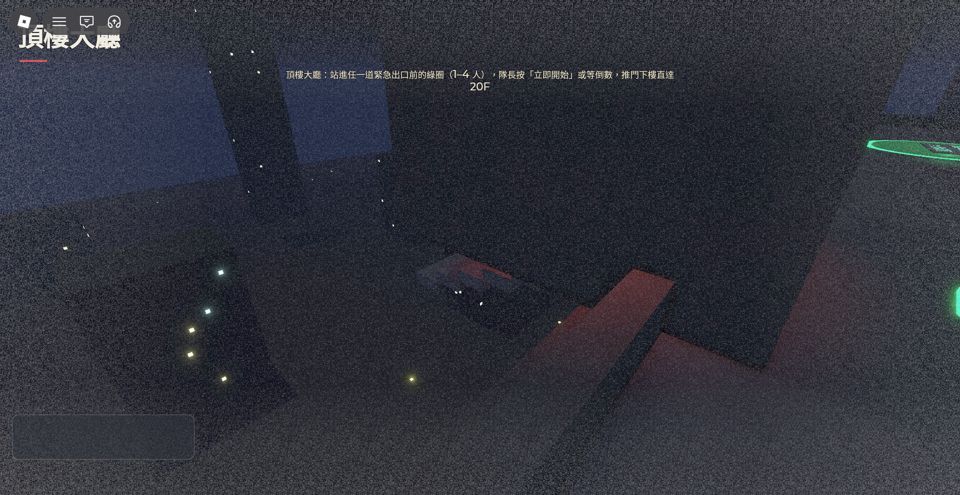 頂樓大廳
頂樓大廳：站進任一道緊急出口前的綠圈（1–4 人），隊長按「立即開始」或等倒數，推門下樓直達
20F